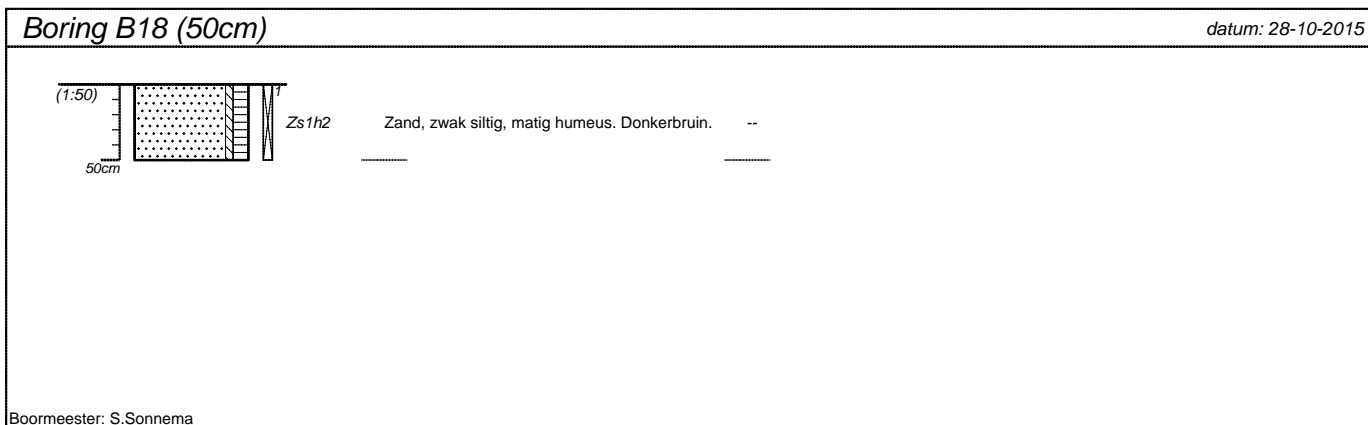 Boring B18 (50cm) datum: 28-10-2015
(1:50) 1
Zs1h2 Zand, zwak siltig, matig humeus. Donkerbruin. --
50cm
Boormeester: S.Sonnema